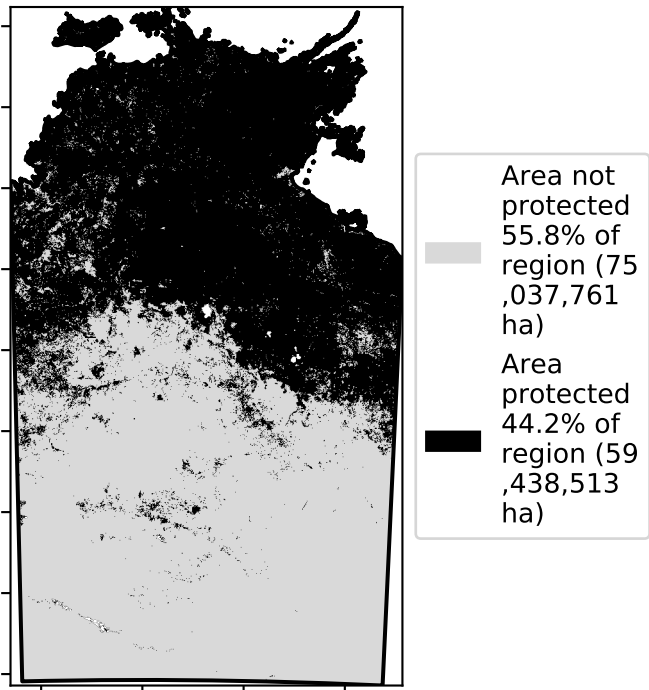 Area not
protected
55.8% of
region (75
,037,761
ha)
Area
protected
44.2% of
region (59
,438,513
ha)